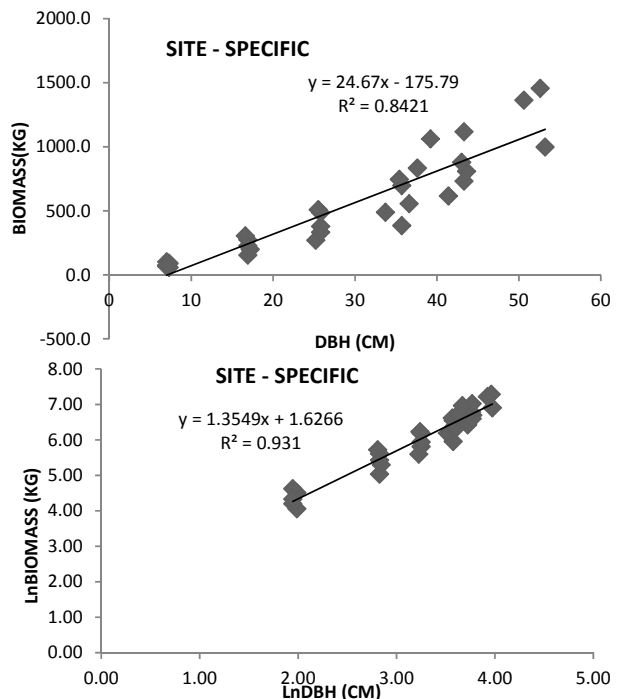 2000.0
SITE - SPECIFIC
1500.0
y = 24.67x - 175.79
R² = 0.8421
1000.0
BIOMASS(KG)
500.0
0.0
0 10 20 30 40 50 60
-500.0
DBH (CM)
8.00
SITE - SPECIFIC
7.00
y = 1.3549x + 1.6266
R² = 0.931
6.00
5.00
4.00
LnBIOMASS (KG)
3.00
2.00
1.00
0.00
0.00 1.00 2.00 3.00 4.00 5.00
LnDBH (CM)